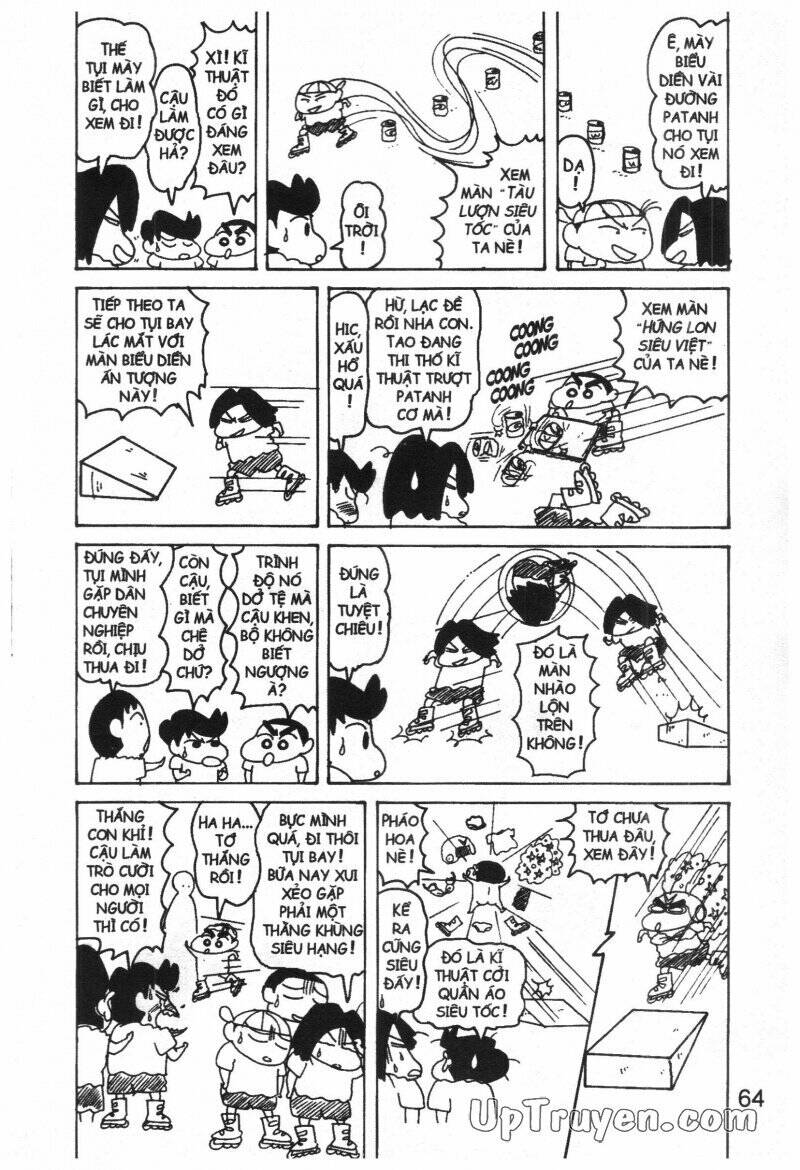 Ê, MÀY
BIỂU
DIỄN VÀI
ĐƯỜNG
PATANH
CHO TỤI
NÓ XEM
ĐI!
DẠ
!
XEM
MÀN "TÀU
LƯỢN SIÊU
TỐC" CỦA
TA NÈ!
ÔI
TRỜI!
XÌ! KĨ
THUẬT
ĐÓ
CÓ GÌ
ĐÁNG
XEM
ĐÂU?
CẬU
LÀM
ĐƯỢC
HẢ?
THẾ
TỤI MÀY
BIẾT LÀM
GÌ, CHO
XEM ĐI!
XEM MÀN
"HỨNG LON
SIÊU VIỆT"
CỦA TA NÈ!
COONG
COONG
COONG
COONG
HỪ, LẠC ĐỀ
RỒI NHA CON.
TAO ĐANG
THI THỐ KĨ
THUẬT TRƯỢT
PATANH
CƠ MÀ!
HIC,
XẤU
HỔ
QUÁ
!
TIẾP THEO TA
SẼ CHO TỤI BAY
LÁC MẮT VỚI
MÀN BIỂU DIỄN
ẤN TƯỢNG
NÀY!
ĐÓ LÀ
MÀN
NHÀO
LỘN
TRÊN
KHÔNG!
ĐÚNG
LÀ
TUYỆT
CHIÊU!
TRÌNH
ĐỘ NÓ
DỞ TỆ MÀ
CẬU KHEN,
BỘ KHÔNG
BIẾT
NGƯỢNG
À?
CÒN
CẬU,
BIẾT
GÌ MÀ
CHÊ
DỞ
CHỨ?
ĐÚNG ĐẤY,
TỤI MÌNH
GẶP DÂN
CHUYÊN
NGHIỆP
RỒI, CHỊU
THUA ĐI!
TỚ CHƯA
THUA ĐÂU,
XEM ĐÂY!
PHÁO
HOA
NÈ!
ĐÓ LÀ KĨ
THUẬT CỞI
QUẦN ÁO
SIÊU TỐC!
KỂ
RA
CŨNG
SIÊU
ĐẤY!
BỰC MÌNH
QUÁ, ĐI THÔI
TỤI BAY!
BỮA NAY XUI
XẺO GẶP
PHẢI MỘT
THẰNG KHÙNG
SIÊU HẠNG!
HA HA...
TỚ
THẮNG
RỒI!
THẮNG
CON KHỈ!
CẬU LÀM
TRÒ CƯỜI
CHO MỌI
NGƯỜI
THÌ CÓ!
64
UpTruyen.com